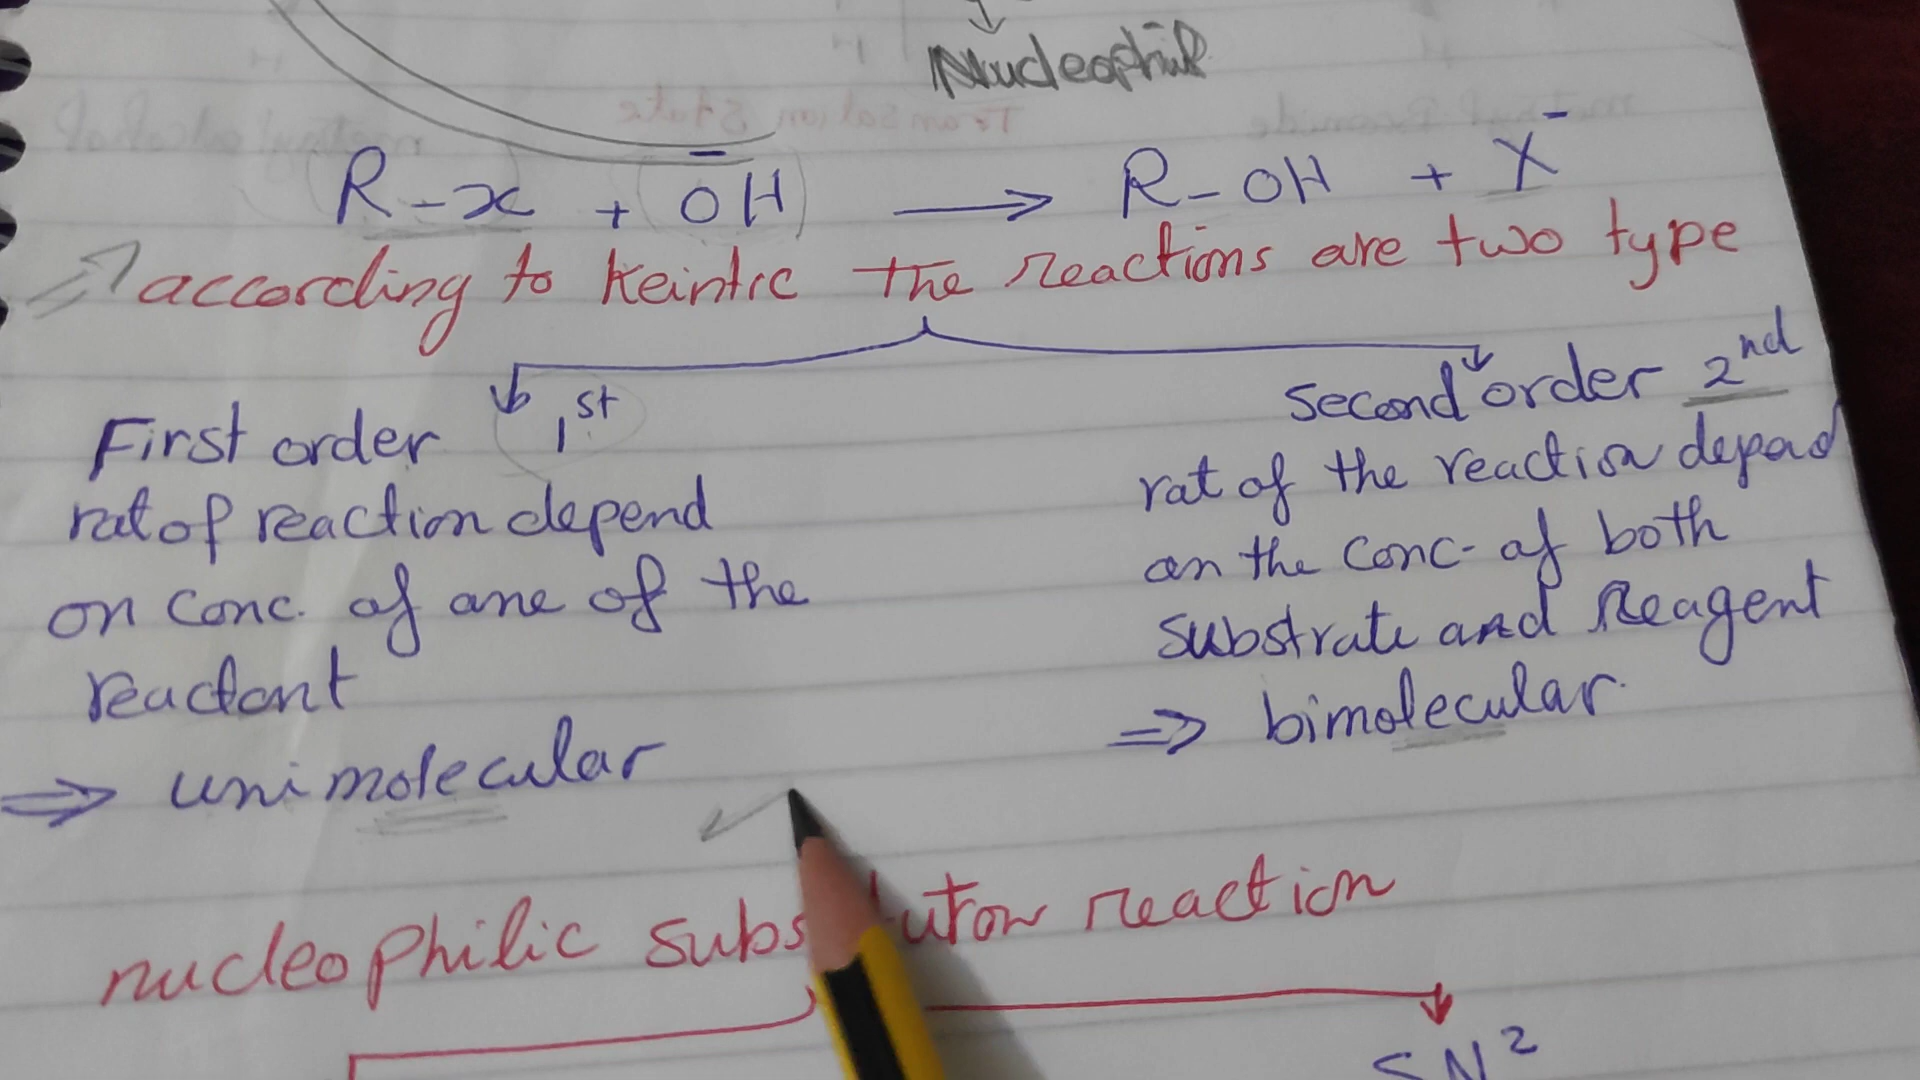 Nucleophil
R-x + ŌH → R-OH + X⁻
according to Keintic the reactions are two type
First order 1st
rat of reaction depend
on conc. of one of the
reactant
⇒ unimolecular
second order 2nd
rat of the reaction depend
on the conc. of both
substrate and Reagent
⇒ bimolecular.
nucleophilic reaction
SN²